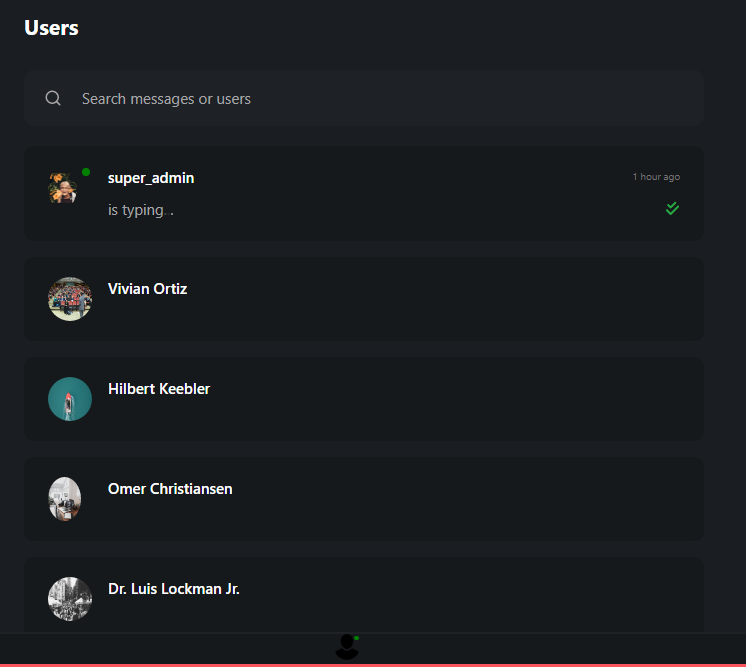 Users
Search messages or users
super_admin
1 hour ago
is typing. .
Vivian Ortiz
Hilbert Keebler
Omer Christiansen
Dr. Luis Lockman Jr.